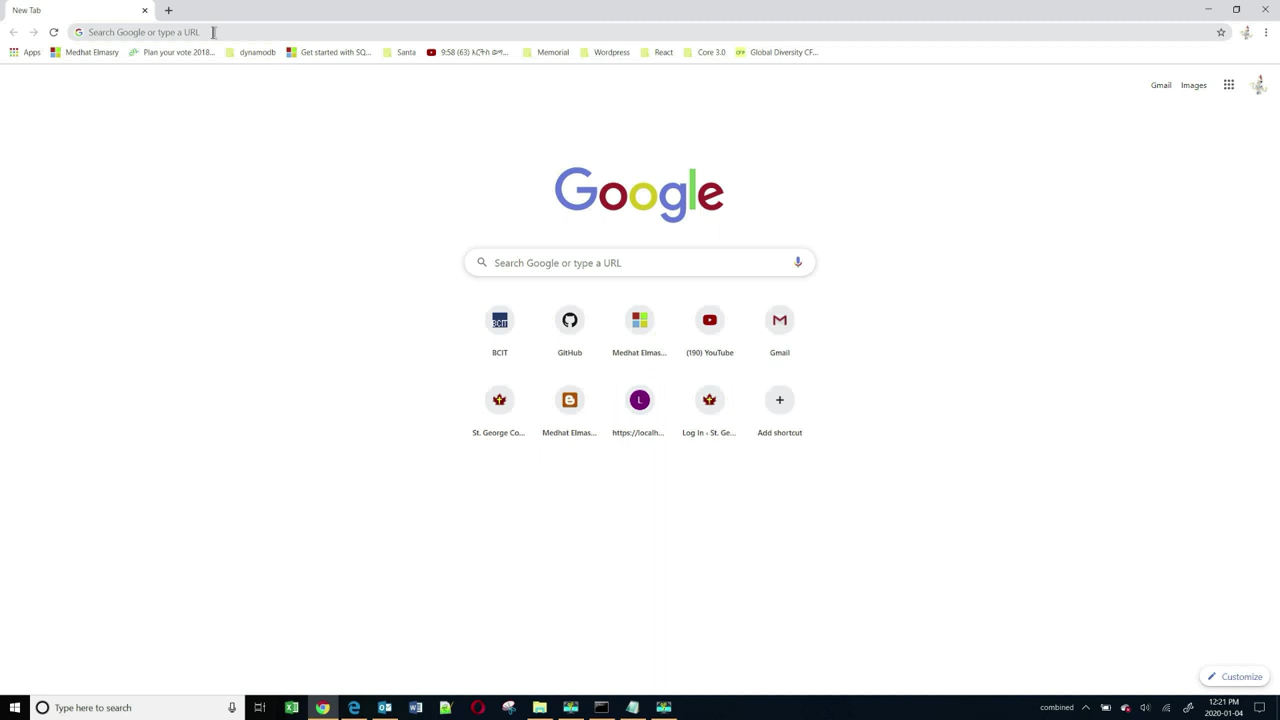 New Tab
Search Google or type a URL
Apps Medhat Elmasry Plan your vote 2018... dynamodb Get started with SQ... Santa Memorial Wordpress React Core 3.0 Global Diversity CF...
Gmail Images
Google
Search Google or type a URL
BCIT
BCIT GitHub Medhat Elmas... (190) YouTube Gmail
L
St. George Co... Medhat Elmas... https://localh... Log In ‹ St. Ge... Add shortcut
Customize
Type here to search
combined
12:21 PM
2020-01-04